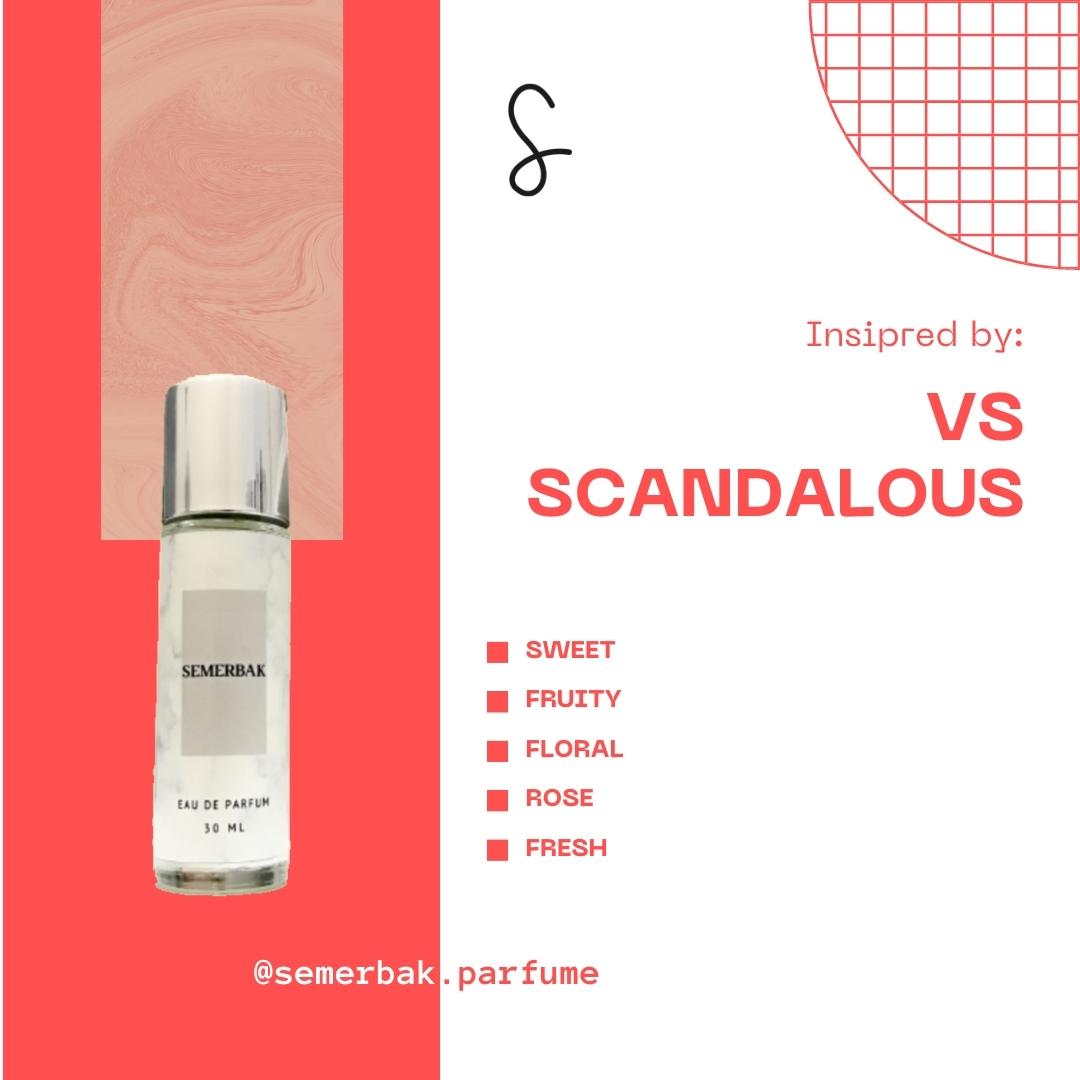 S
Insipred by:
VS
SCANDALOUS
SWEET
FRUITY
FLORAL
ROSE
FRESH
SEMERBAK
EAU DE PARFUM
30 ML
@semerbak.parfume